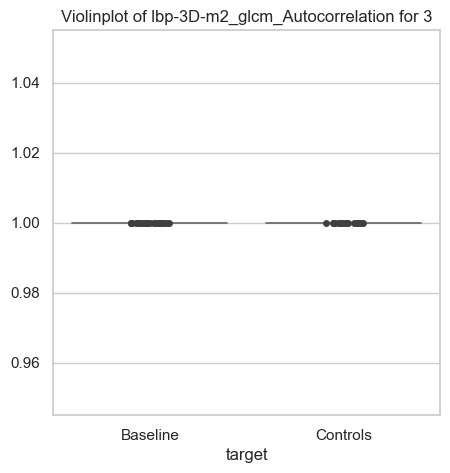 Violinplot of lbp-3D-m2_glcm_Autocorrelation for 3
1.04
1.02
1.00
0.98
0.96
Baseline
Controls
target